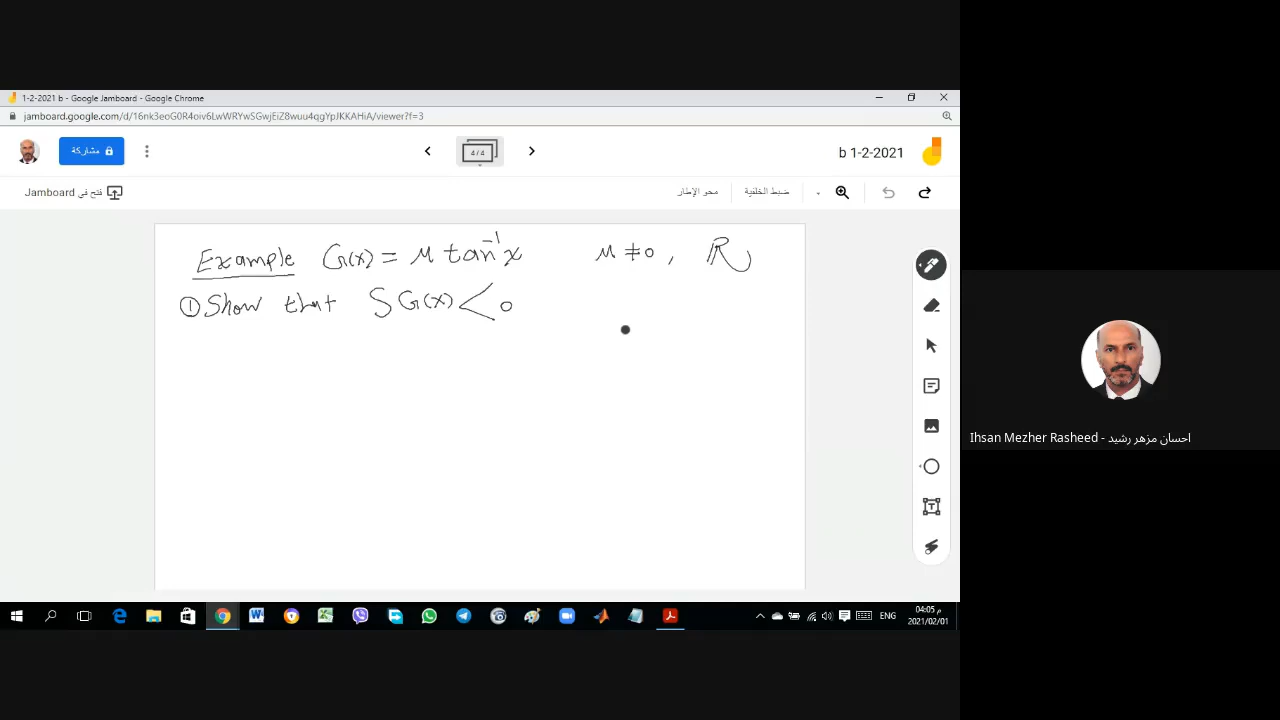 1-2-2021 b - Google Jamboard - Google Chrome
jamboard.google.com/d/16nk3eoG0R4oiv6LwWRYwSGwjEiZ8wuu4qgYpJKKAHiA/viewer?f=3
مشاركة
4 / 4
b 1-2-2021
فتح في Jamboard
محو الإطار
ضبط الخلفية
Example G(x) = μ tan⁻¹ x μ ≠ 0 , ℝ
① Show that SG(x) < 0
Ihsan Mezher Rasheed - احسان مزهر رشيد
ENG
04:05 م
2021/02/01